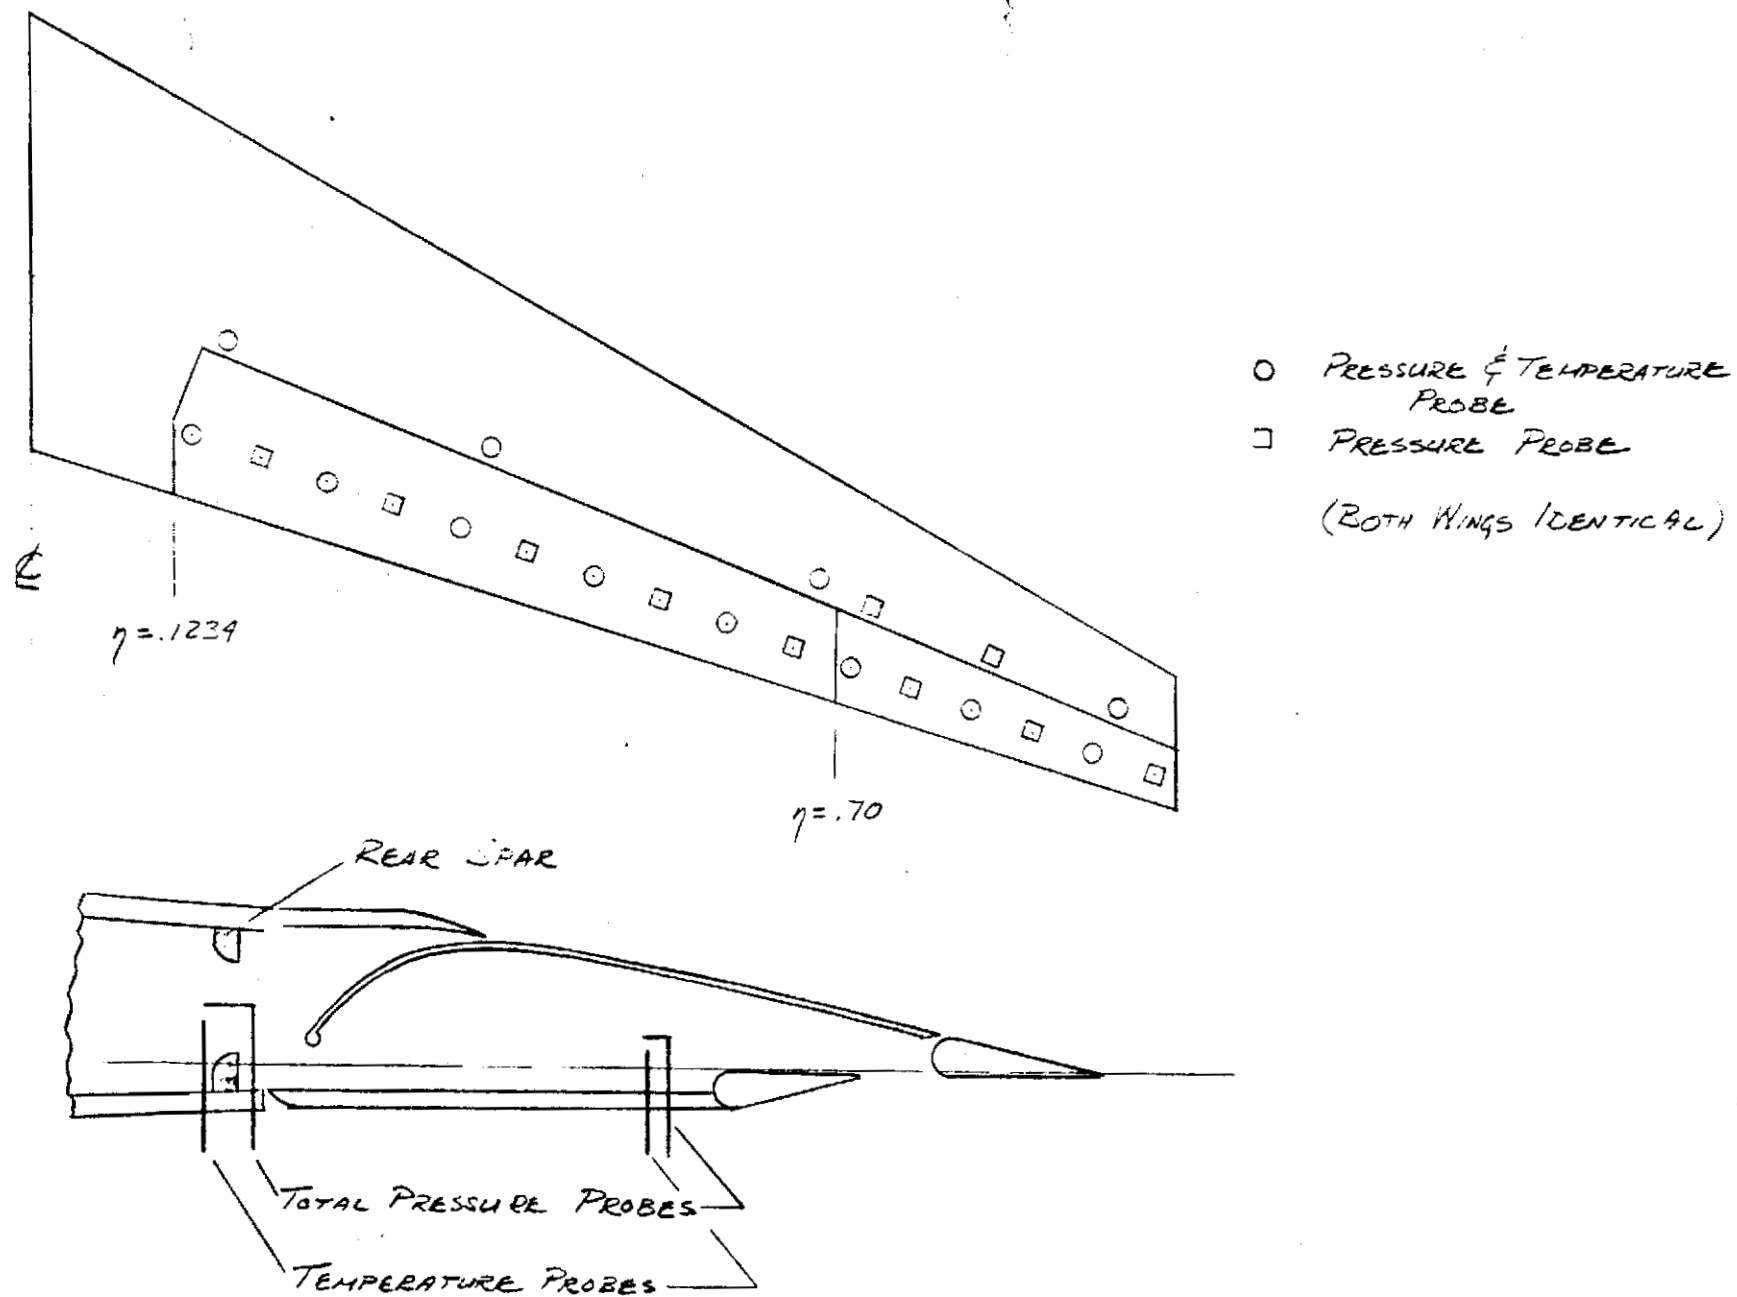 ○ PRESSURE & TEMPERATURE
PROBE
□ PRESSURE PROBE
(BOTH WINGS IDENTICAL)
℄
η=.1234
η=.70
REAR SPAR
TOTAL PRESSURE PROBES
TEMPERATURE PROBES